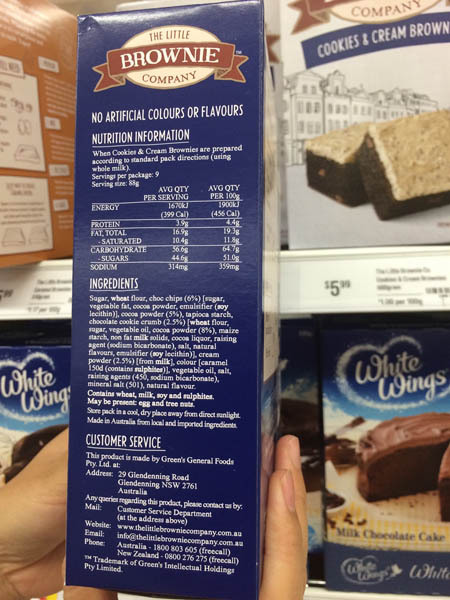 THE LITTLE
BROWNIE
COMPANY
NO ARTIFICIAL COLOURS OR FLAVOURS
NUTRITION INFORMATION
When Cookies & Cream Brownies are prepared
according to standard pack directions (using
whole milk).
Servings per package: 9
Serving size: 88g
AVG QTY PER SERVING AVG QTY PER 100g
ENERGY 1670kJ 1900kJ
(399 Cal) (456 Cal)
PROTEIN 3.9g 4.4g
FAT, TOTAL 16.9g 19.3g
- SATURATED 10.4g 11.8g
CARBOHYDRATE 56.6g 64.7g
- SUGARS 44.6g 51.0g
SODIUM 314mg 359mg
INGREDIENTS
Sugar, wheat flour, choc chips (6%) [sugar,
vegetable fat, cocoa powder, emulsifier (soy
lecithin)], cocoa powder (5%), tapioca starch,
chocolate cookie crumb (2.5%) [wheat flour,
sugar, vegetable oil, cocoa powder (8%), maize
starch, non fat milk solids, cocoa liquor, raising
agent (sodium bicarbonate), salt, natural
flavours, emulsifier (soy lecithin)], cream
powder (2.5%) [from milk], colour [caramel
150d (contains sulphites)], vegetable oil, salt,
raising agents (450, sodium bicarbonate),
mineral salt (501), natural flavour.
Contains wheat, milk, soy and sulphites.
May be present: egg and tree nuts.
Store pack in a cool, dry place away from direct sunlight.
Made in Australia from local and imported ingredients.
CUSTOMER SERVICE
This product is made by Green's General Foods
Pty. Ltd. at:
Address: 29 Glendenning Road
Glendenning NSW 2761
Australia
Any queries regarding this product, please contact us by:
Mail: Customer Service Department
(at the address above)
Website: www.thelittlebrowniecompany.com.au
Email: info@thelittlebrowniecompany.com.au
Phone: Australia - 1800 803 605 (freecall)
New Zealand - 0800 276 275 (freecall)
™ Trademark of Green's Intellectual Holdings
Pty Limited.
COMPANY
COOKIES & CREAM BROWN
$5
White
Wings
White
Wings
Milk Chocolate Cake
White
Wings
White